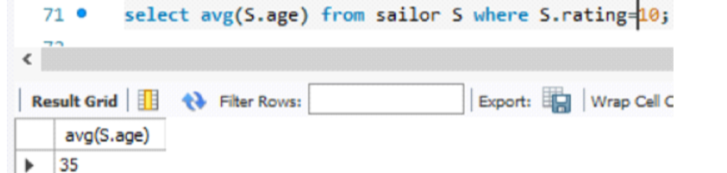 71 select avg(S.age) from sailor S where S.rating=10;
Result Grid Filter Rows: Export: Wrap Cell C
avg(S.age)
35